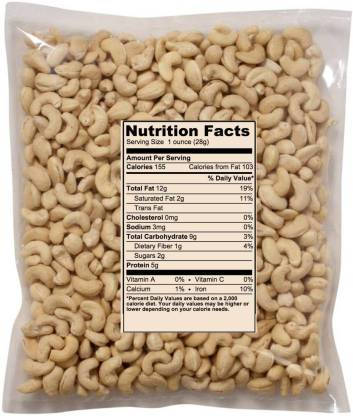 Nutrition Facts
Serving Size 1 ounce (28g)
Amount Per Serving
Calories 155 Calories from Fat 103
% Daily Value*
Total Fat 12g 19%
Saturated Fat 2g 11%
Trans Fat
Cholesterol 0mg 0%
Sodium 3mg 0%
Total Carbohydrate 9g 3%
Dietary Fiber 1g 4%
Sugars 2g
Protein 5g
Vitamin A 0% • Vitamin C 0%
Calcium 1% • Iron 10%
*Percent Daily Values are based on a 2,000
calorie diet. Your daily values may be higher or
lower depending on your calorie needs.